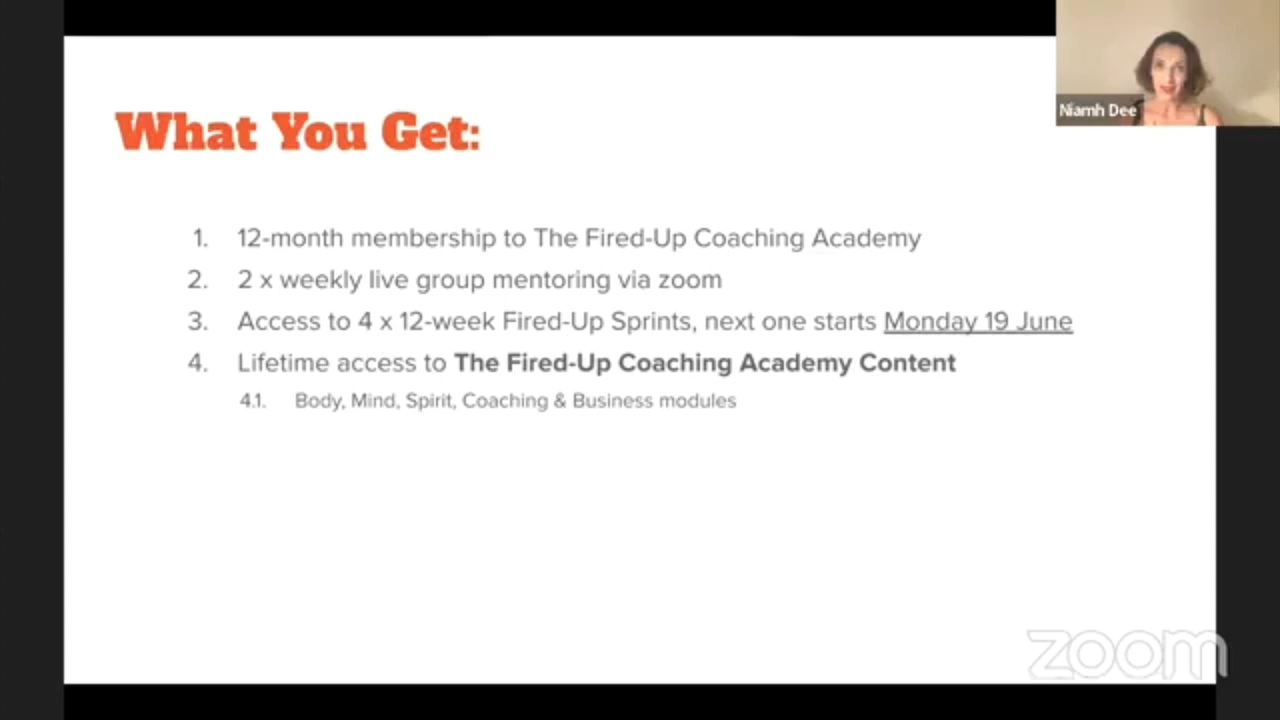 Niamh Dee
What You Get:
1. 12-month membership to The Fired-Up Coaching Academy
2. 2 x weekly live group mentoring via zoom
3. Access to 4 x 12-week Fired-Up Sprints, next one starts Monday 19 June
4. Lifetime access to The Fired-Up Coaching Academy Content
4.1. Body, Mind, Spirit, Coaching & Business modules
zoom